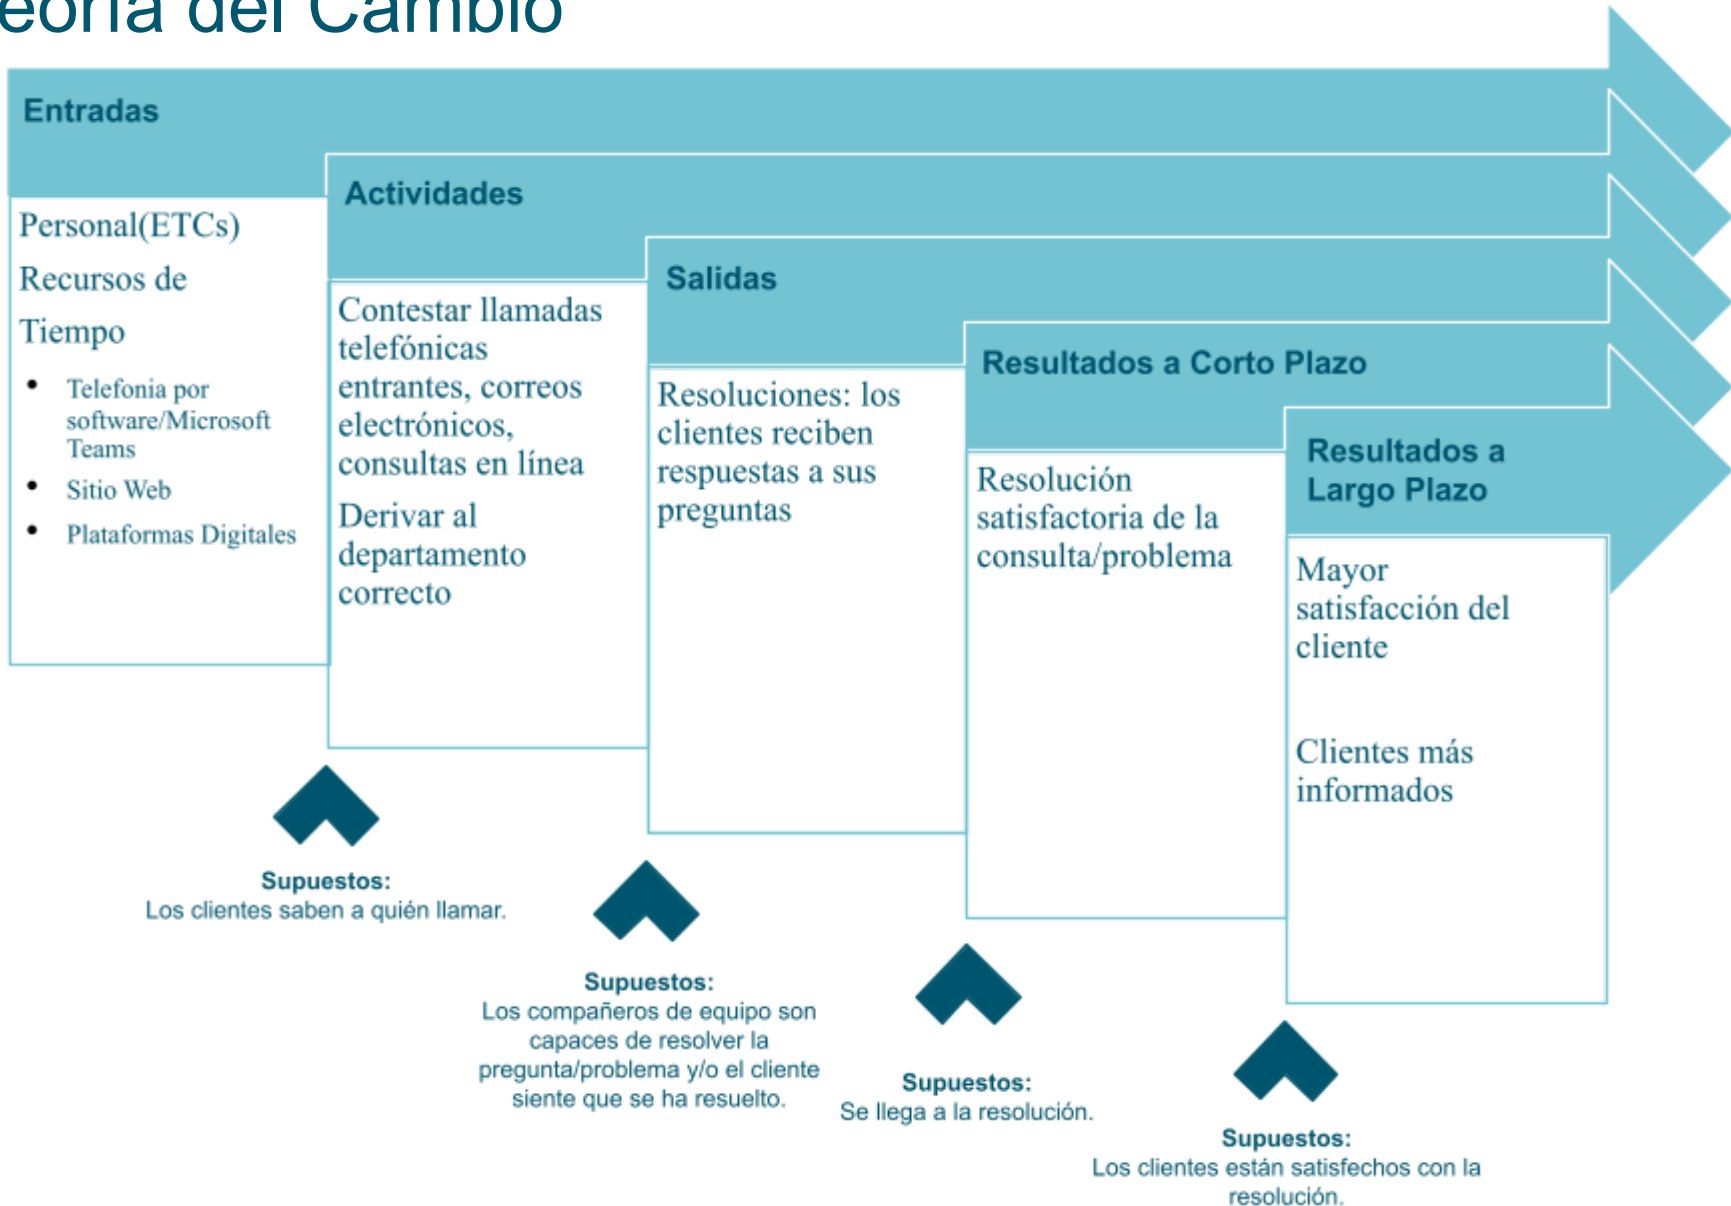 eoría del Cambio
Entradas
Personal(ETCs)
Recursos de
Tiempo
• Telefonia por
software/Microsoft
Teams
• Sitio Web
• Plataformas Digitales
Actividades
Contestar llamadas
telefónicas
entrantes, correos
electrónicos,
consultas en línea
Derivar al
departamento
correcto
Salidas
Resoluciones: los
clientes reciben
respuestas a sus
preguntas
Resultados a Corto Plazo
Resolución
satisfactoria de la
consulta/problema
Resultados a
Largo Plazo
Mayor
satisfacción del
cliente
Clientes más
informados
Supuestos:
Los clientes saben a quién llamar.
Supuestos:
Los compañeros de equipo son
capaces de resolver la
pregunta/problema y/o el cliente
siente que se ha resuelto.
Supuestos:
Se llega a la resolución.
Supuestos:
Los clientes están satisfechos con la
resolución.